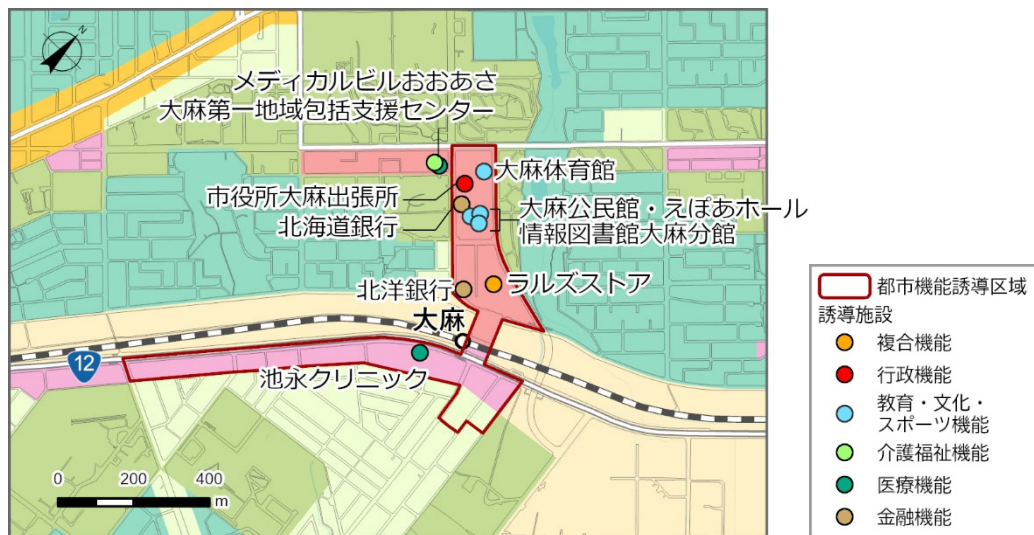 N
メディカルビルおおあさ
大麻第一地域包括支援センター
大麻体育館
市役所大麻出張所
北海道銀行
大麻公民館・えぽあホール
情報図書館大麻分館
北洋銀行
ラルズストア
大麻
12
池永クリニック
0 200 400
m
都市機能誘導区域
誘導施設
複合機能
行政機能
教育・文化・
スポーツ機能
介護福祉機能
医療機能
金融機能